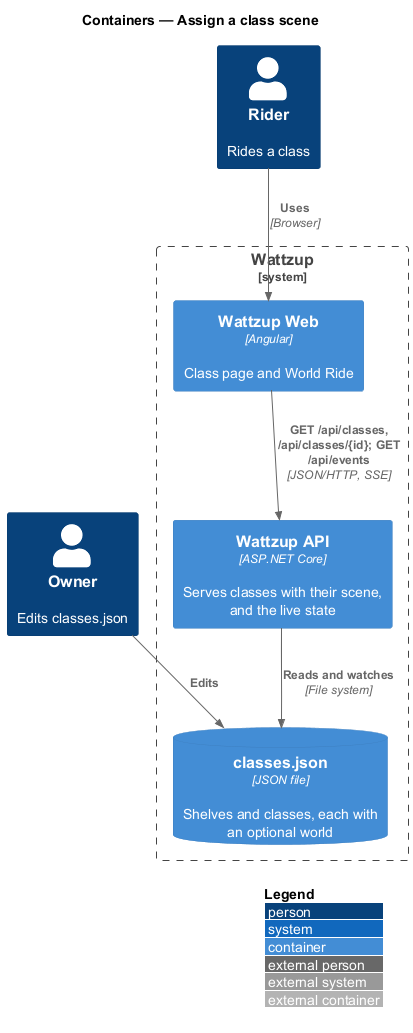 Containers — Assign a class scene
Rider
Rides a class
Uses
[Browser]
Wattzup
[system]
Wattzup Web
[Angular]
Class page and World Ride
GET /api/classes,
/api/classes/{id}; GET
/api/events
[JSON/HTTP, SSE]
Owner
Edits classes.json
Wattzup API
[ASP.NET Core]
Serves classes with their scene,
and the live state
Edits
Reads and watches
[File system]
classes.json
[JSON file]
Shelves and classes, each with
an optional world
Legend
person
system
container
external person
external system
external container